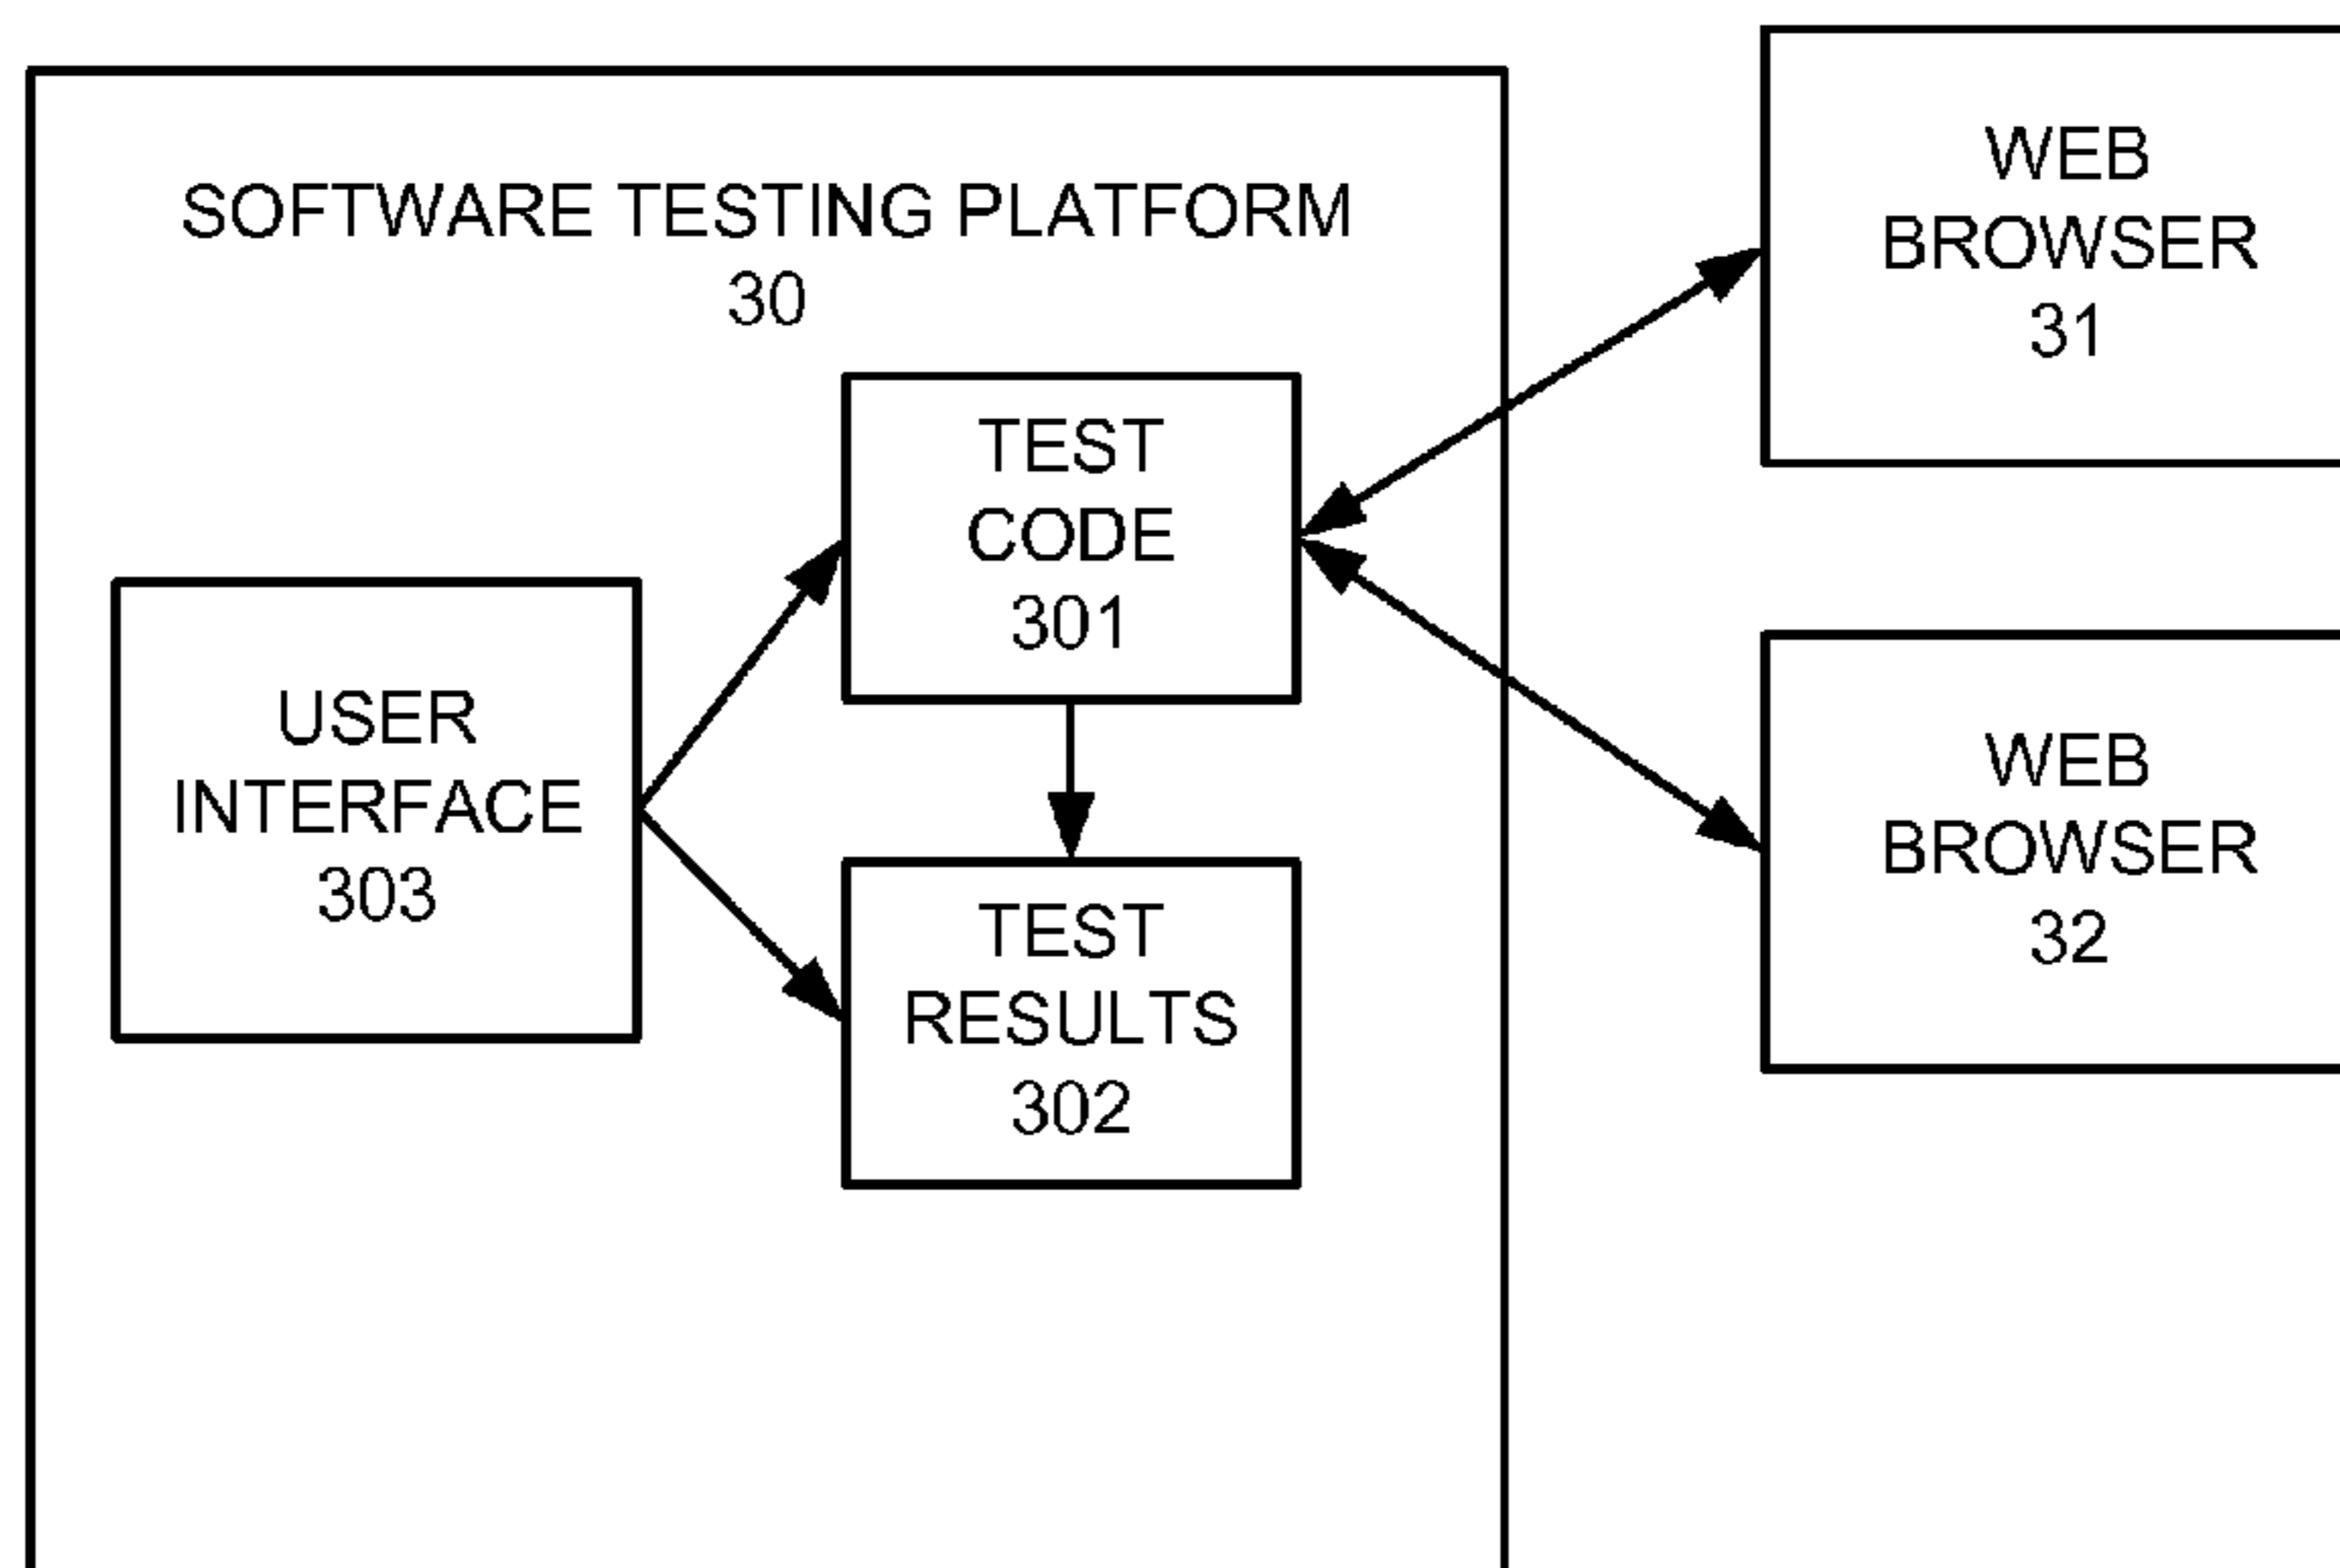 SOFTWARE TESTING PLATFORM
30
USER
INTERFACE
303
TEST
CODE
301
TEST
RESULTS
302
WEB
BROWSER
31
WEB
BROWSER
32